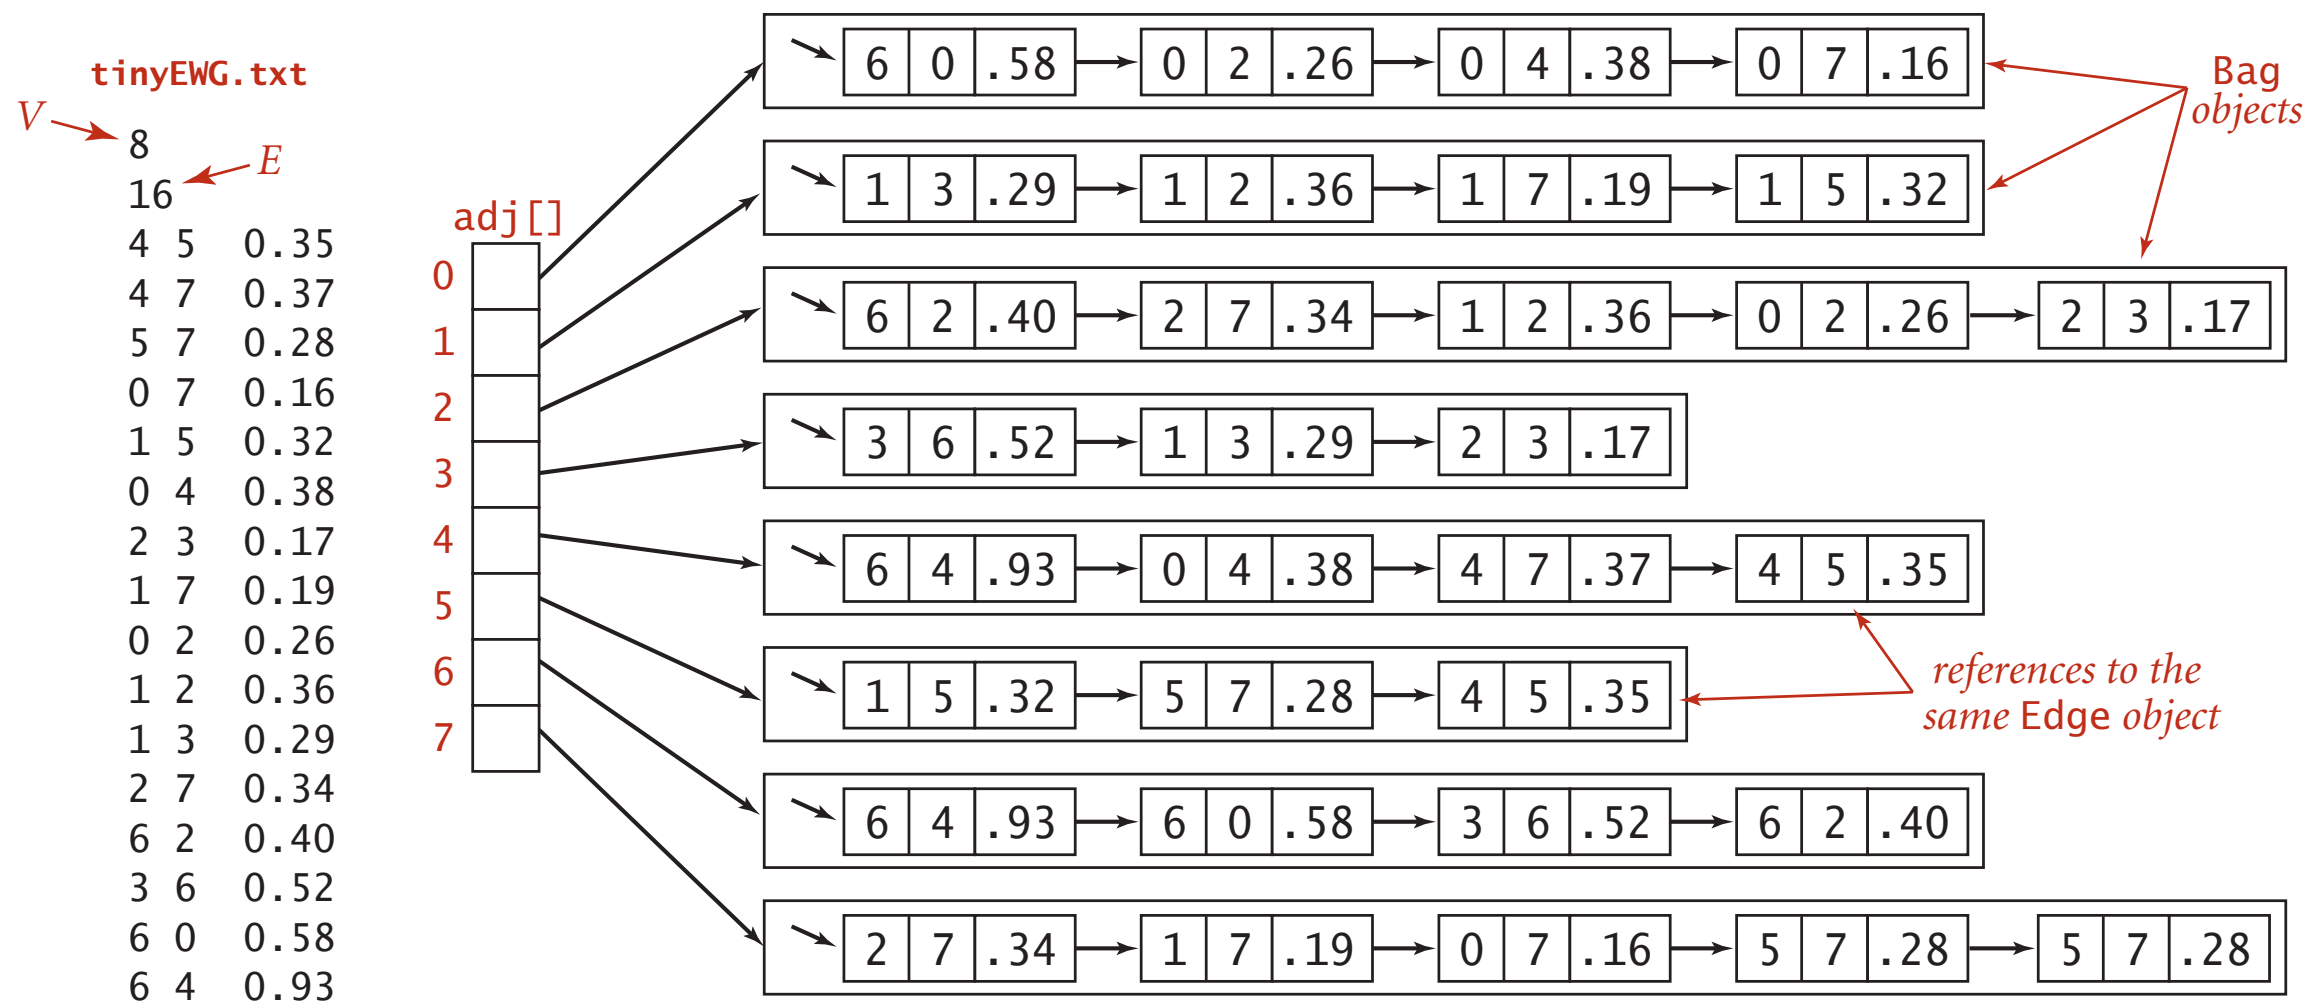 tinyEWG.txt
V
8
E
16
4 5 0.35
4 7 0.37
5 7 0.28
0 7 0.16
1 5 0.32
0 4 0.38
2 3 0.17
1 7 0.19
0 2 0.26
1 2 0.36
1 3 0.29
2 7 0.34
6 2 0.40
3 6 0.52
6 0 0.58
6 4 0.93
adj[]
0
1
2
3
4
5
6
7
6 0 .58 0 2 .26 0 4 .38 0 7 .16
1 3 .29 1 2 .36 1 7 .19 1 5 .32
6 2 .40 2 7 .34 1 2 .36 0 2 .26 2 3 .17
3 6 .52 1 3 .29 2 3 .17
6 4 .93 0 4 .38 4 7 .37 4 5 .35
1 5 .32 5 7 .28 4 5 .35
6 4 .93 6 0 .58 3 6 .52 6 2 .40
2 7 .34 1 7 .19 0 7 .16 5 7 .28 5 7 .28
Bag
objects
references to the
same Edge object